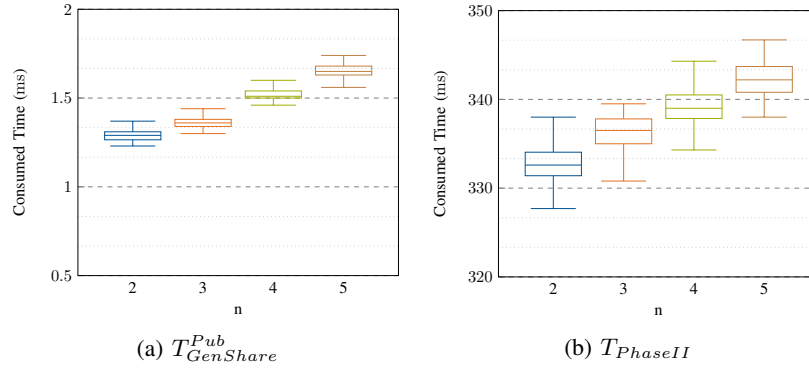 2
1.5
1
0.5
Consumed Time (ms)
2 3 4 5
n
(a) T^{Pub}_{GenShare}
350
340
330
320
Consumed Time (ms)
2 3 4 5
n
(b) T_{PhaseII}